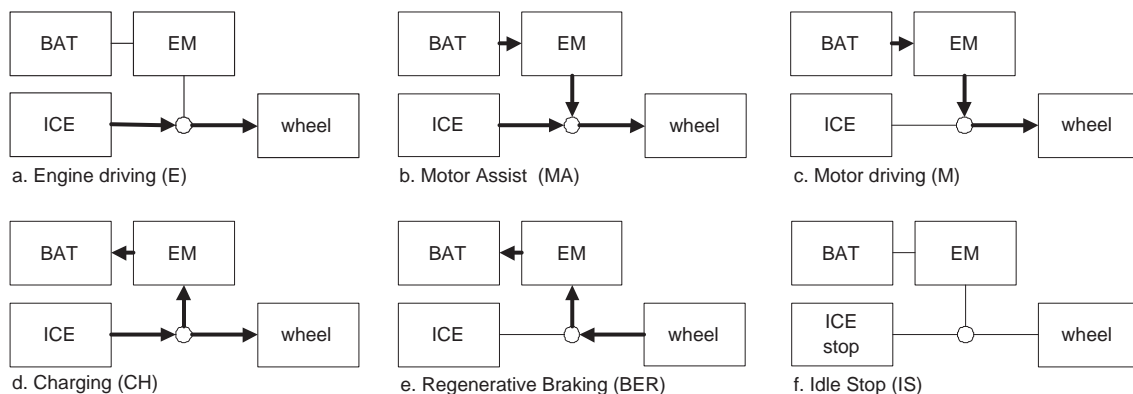 BAT EM
ICE wheel
a. Engine driving (E)
BAT EM
ICE wheel
b. Motor Assist (MA)
BAT EM
ICE wheel
c. Motor driving (M)
BAT EM
ICE wheel
d. Charging (CH)
BAT EM
ICE wheel
e. Regenerative Braking (BER)
BAT EM
ICE
stop
wheel
f. Idle Stop (IS)